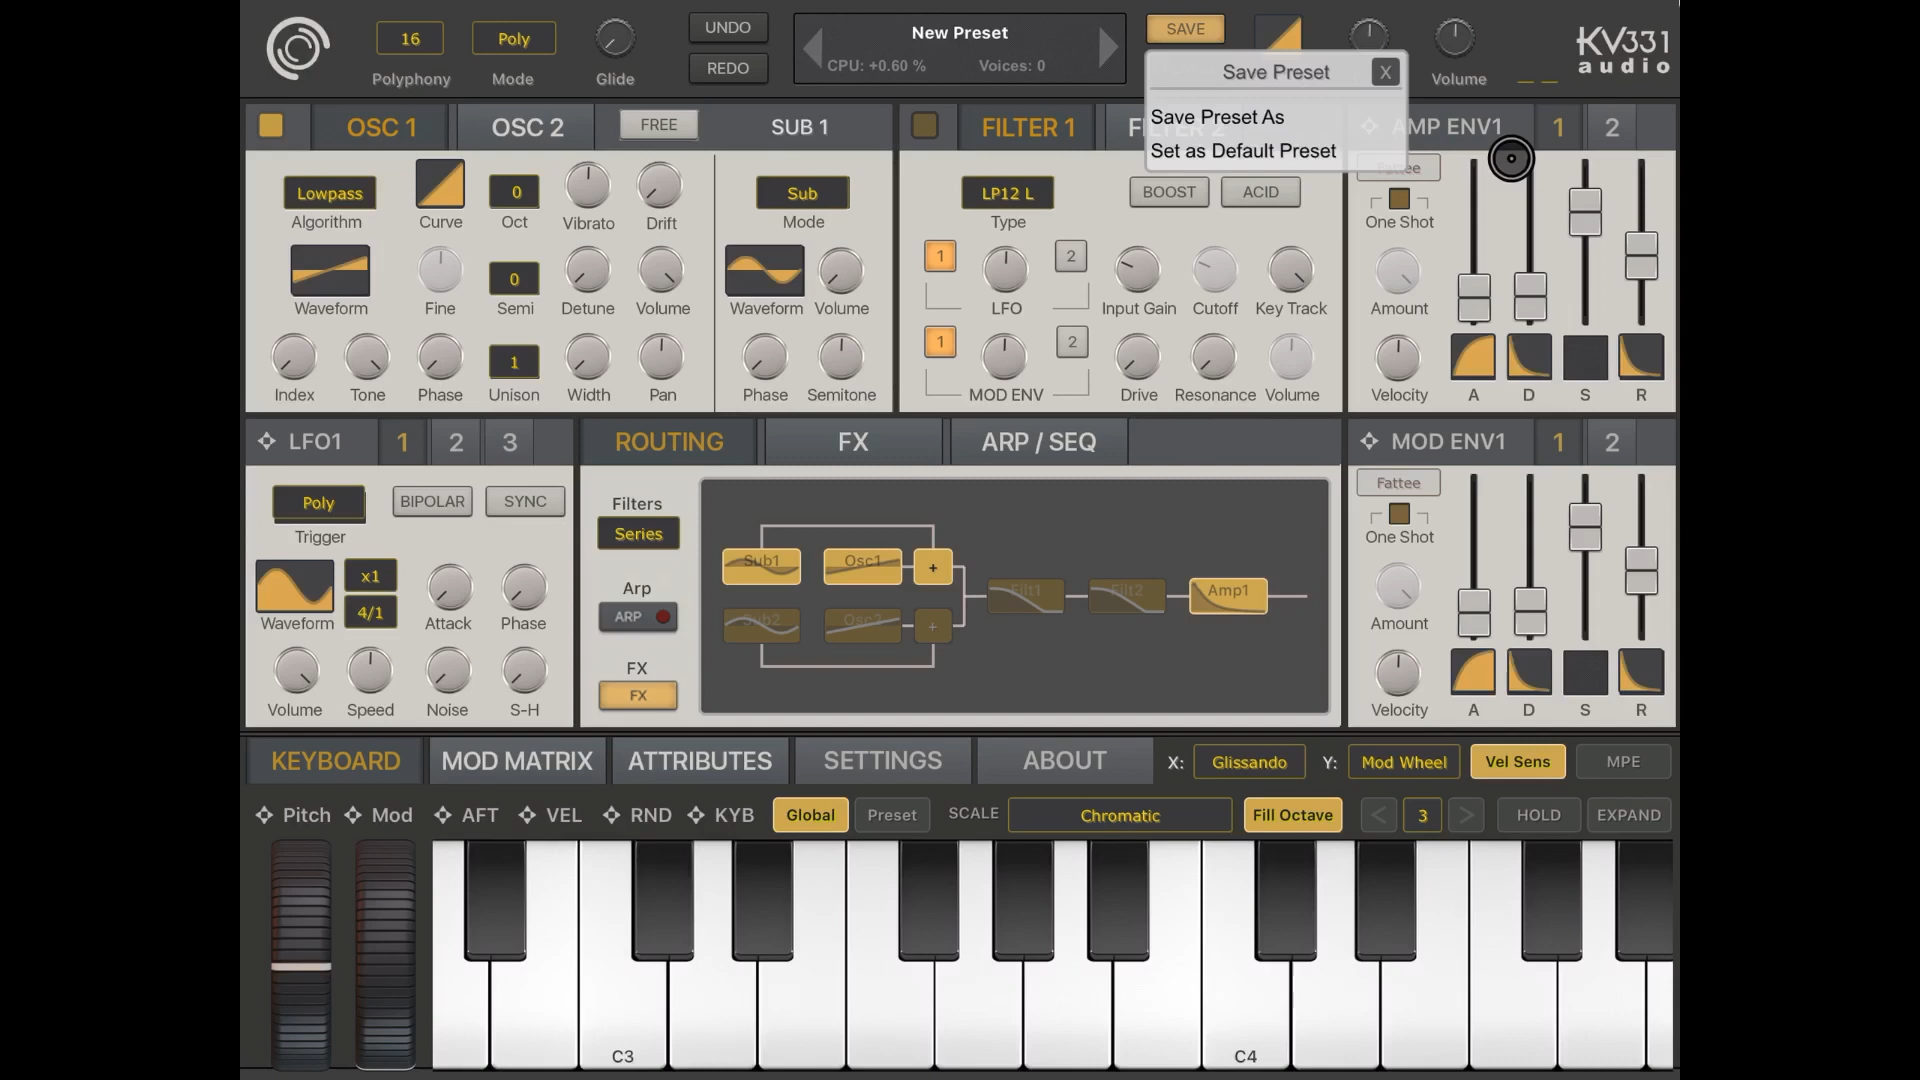 16
Polyphony
Poly
Mode
Glide
UNDO
REDO
New Preset
CPU: +0.60 %
Voices: 0
SAVE
Volume
KV331
audio
Save Preset
X
Save Preset As
Set as Default Preset
OSC 1
OSC 2
FREE
SUB 1
Lowpass
Algorithm
Curve
0
Oct
Vibrato
Drift
Waveform
Fine
0
Semi
Detune
Volume
Index
Tone
Phase
1
Unison
Width
Pan
Sub
Mode
Waveform
Volume
Phase
Semitone
FILTER 1
FILTER 2
LP12 L
Type
BOOST
ACID
1
LFO
2
Input Gain
Cutoff
Key Track
1
MOD ENV
2
Drive
Resonance
Volume
AMP ENV1
1
2
Fattee
One Shot
Amount
Velocity
A
D
S
R
LFO1
1
2
3
Poly
Trigger
BIPOLAR
SYNC
Waveform
x1
4/1
Attack
Phase
Volume
Speed
Noise
S-H
ROUTING
FX
ARP / SEQ
Filters
Series
Arp
ARP
FX
FX
Sub1
Osc1
+
Sub2
Osc2
+
Filt1
Filt2
Amp1
MOD ENV1
1
2
Fattee
One Shot
Amount
Velocity
A
D
S
R
KEYBOARD
MOD MATRIX
ATTRIBUTES
SETTINGS
ABOUT
X:
Glissando
Y:
Mod Wheel
Vel Sens
MPE
Pitch
Mod
AFT
VEL
RND
KYB
Global
Preset
SCALE
Chromatic
Fill Octave
<
3
>
HOLD
EXPAND
C3
C4